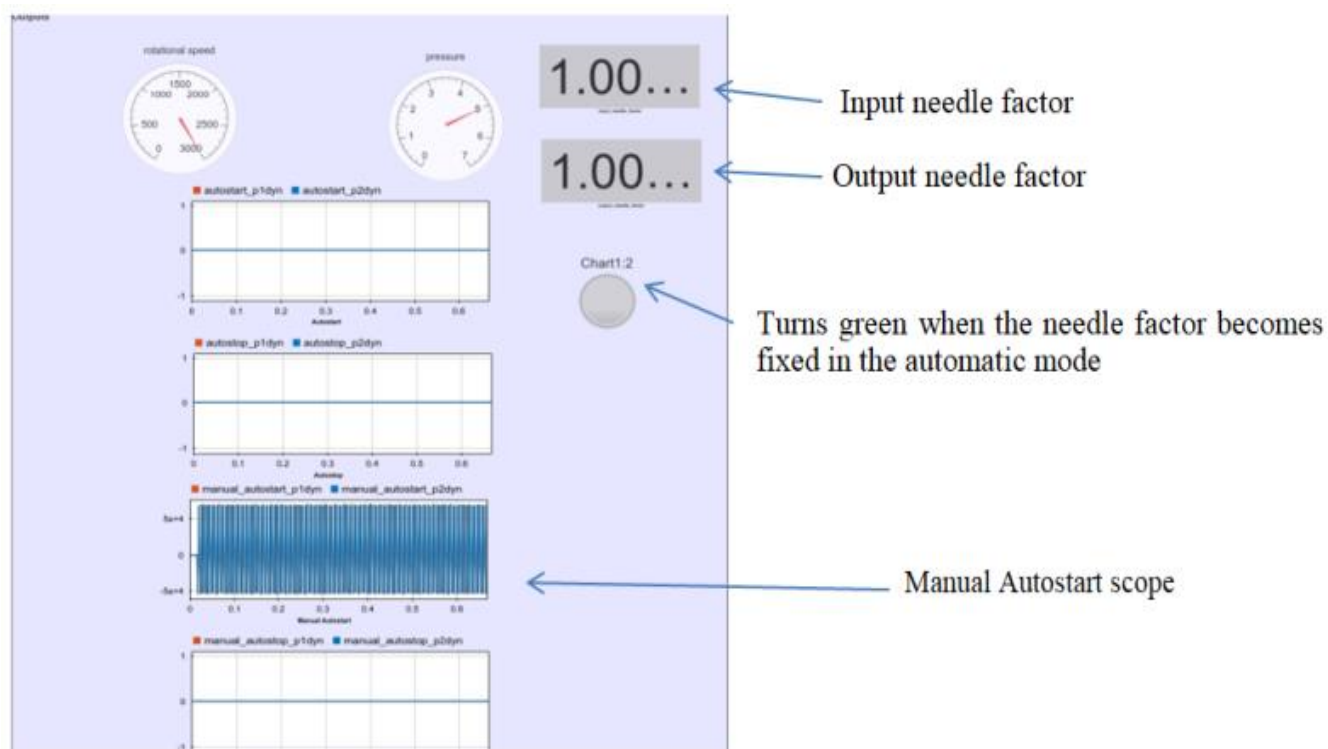 Outputs
rotational speed
pressure
0
500
1000
1500
2000
2500
3000
0
1
2
3
4
5
6
7
1.00...
Input needle factor
1.00...
Output needle factor
autostart_p1dyn autostart_p2dyn
1
0
-1
0 0.1 0.2 0.3 0.4 0.5 0.6
Autostart
Chart1:2
Turns green when the needle factor becomes
fixed in the automatic mode
autostop_p1dyn autostop_p2dyn
1
0
-1
0 0.1 0.2 0.3 0.4 0.5 0.6
Autostop
manual_autostart_p1dyn manual_autostart_p2dyn
5e+4
0
-5e+4
0 0.1 0.2 0.3 0.4 0.5 0.6
Manual Autostart
Manual Autostart scope
manual_autostop_p1dyn manual_autostop_p2dyn
1
0
-1